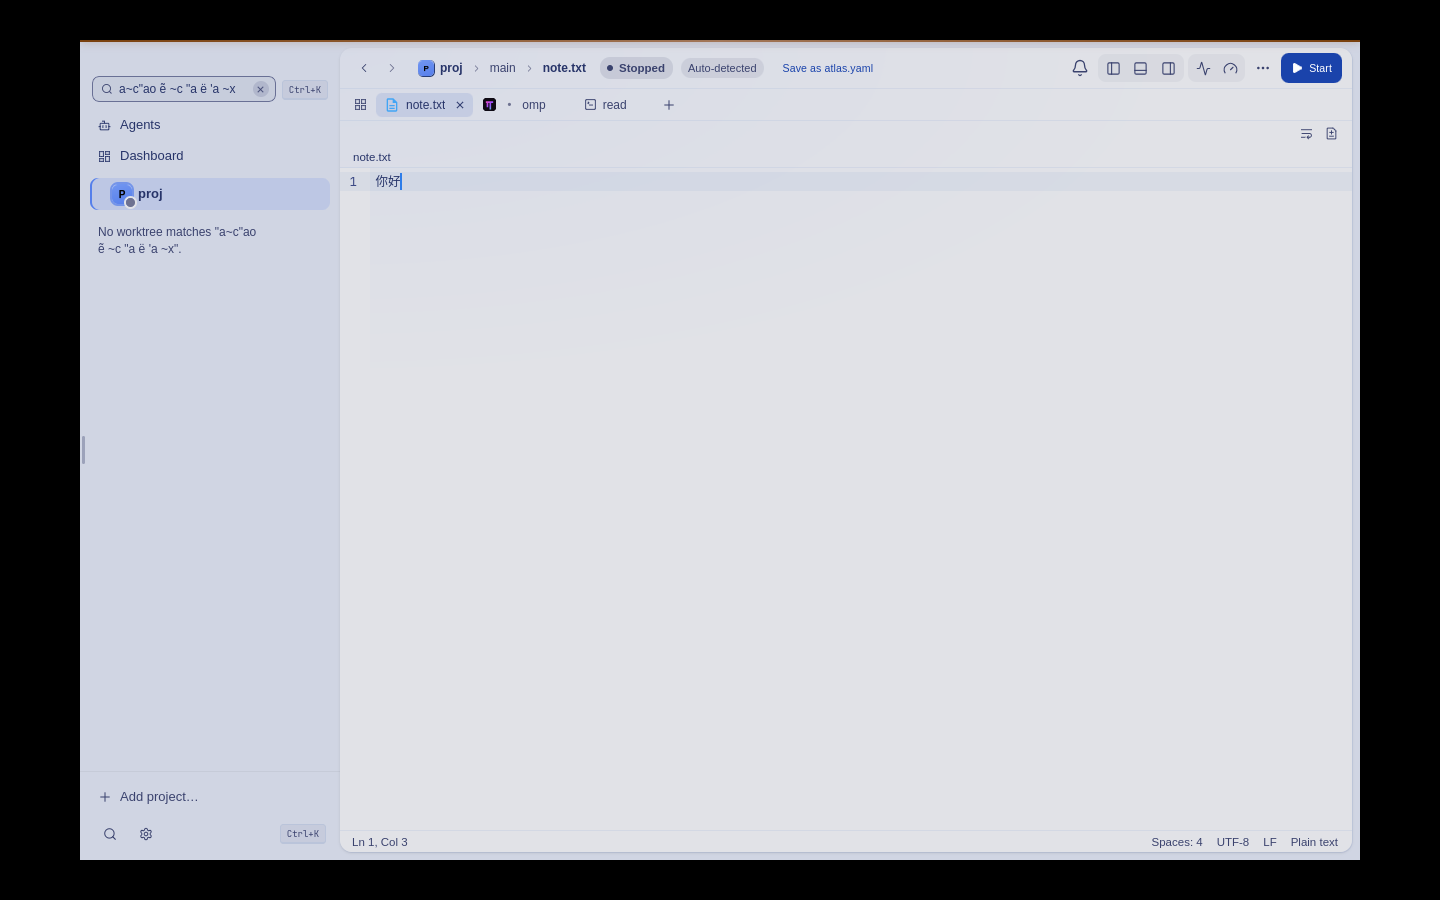 a~c"ao ẽ ~c "a ë 'a ~x
Ctrl+K
Agents
Dashboard
P proj
No worktree matches "a~c"ao
ẽ ~c "a ë 'a ~x".
Add project…
Ctrl+K
P proj main note.txt Stopped Auto-detected Save as atlas.yaml Start
note.txt omp read
note.txt
1 你好
Ln 1, Col 3 Spaces: 4 UTF-8 LF Plain text